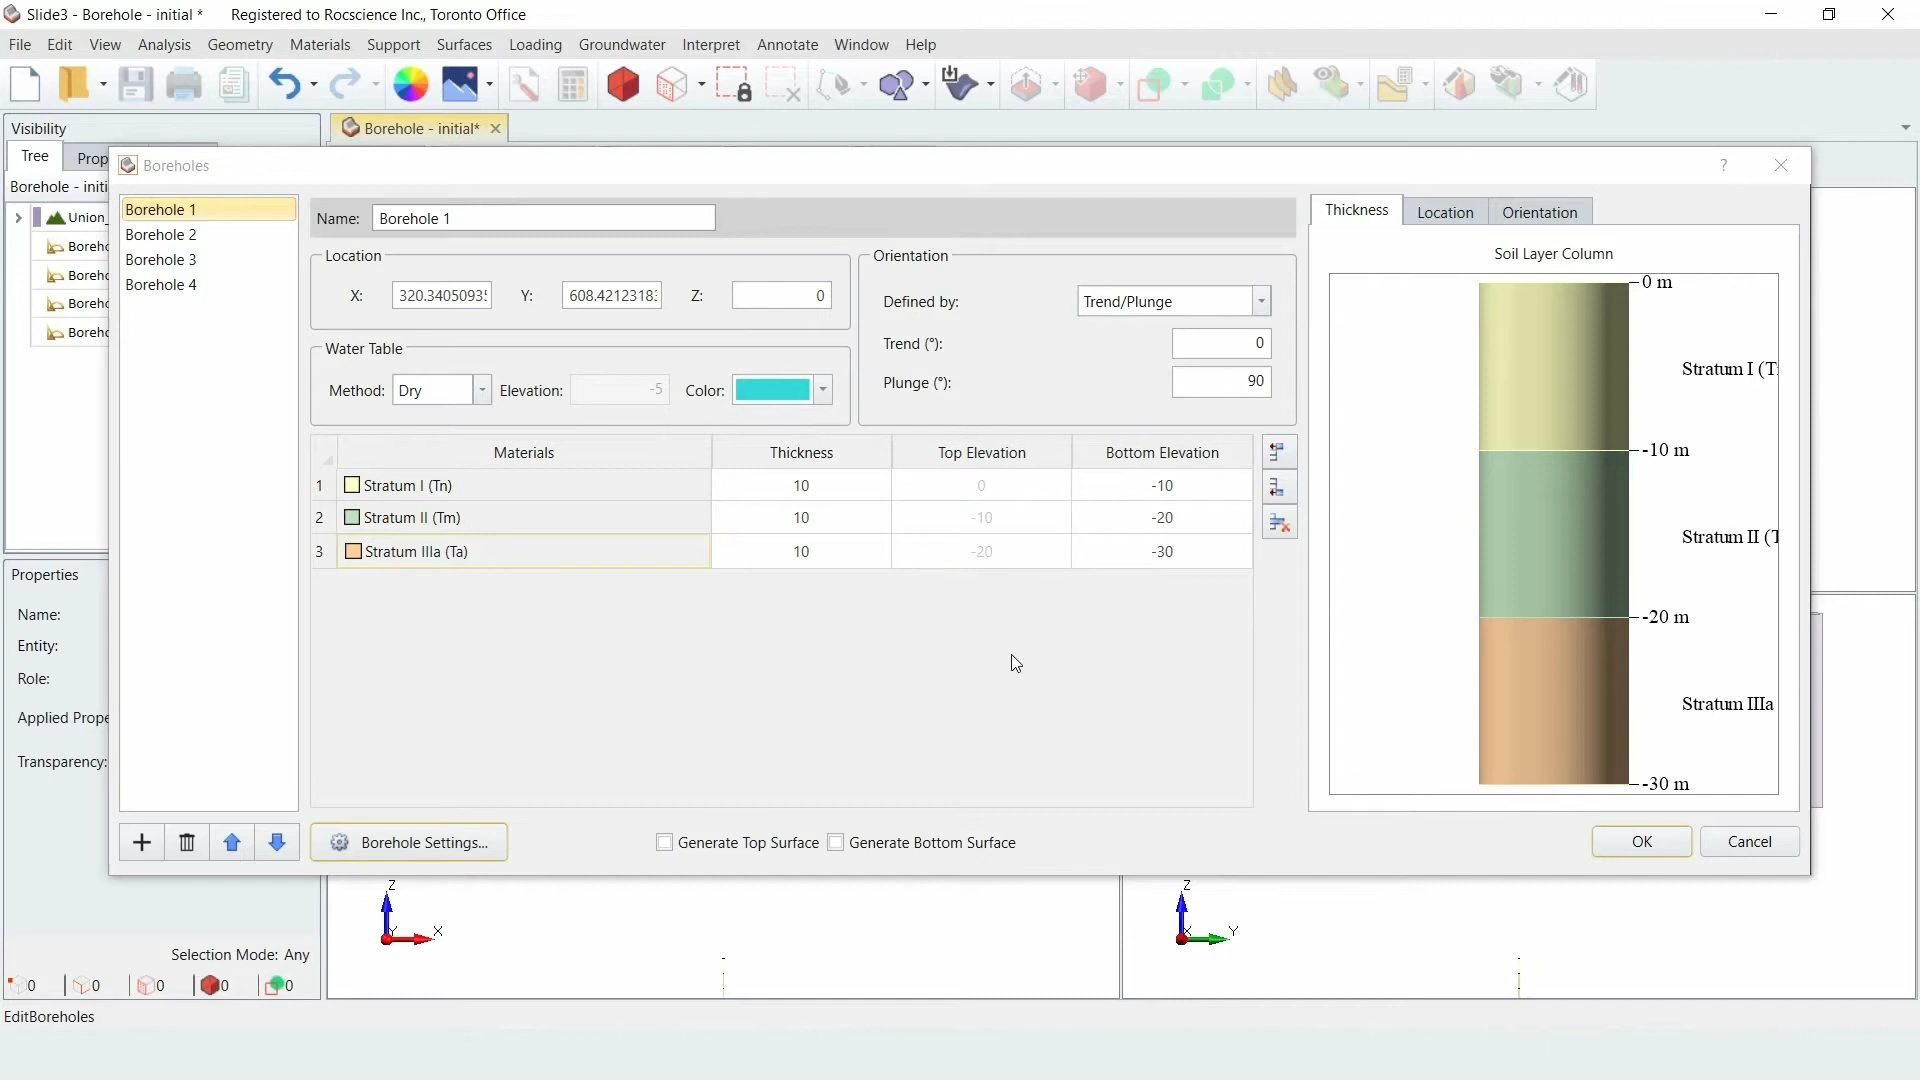 Slide3 - Borehole - initial * Registered to Rocscience Inc., Toronto Office
File Edit View Analysis Geometry Materials Support Surfaces Loading Groundwater Interpret Annotate Window Help
Visibility
Borehole - initial*
Tree
Prop
Borehole - initi
Union_
Boreho
Boreho
Boreho
Boreho
Boreholes
Borehole 1
Borehole 2
Borehole 3
Borehole 4
Name: Borehole 1
Location
X: 320.34050935 Y: 608.4212318 Z: 0
Water Table
Method: Dry Elevation: -5 Color:
Orientation
Defined by: Trend/Plunge
Trend (°): 0
Plunge (°): 90
Materials Thickness Top Elevation Bottom Elevation
1 Stratum I (Tn) 10 0 -10
2 Stratum II (Tm) 10 -10 -20
3 Stratum IIIa (Ta) 10 -20 -30
Thickness Location Orientation
Soil Layer Column
0 m
Stratum I (T
-10 m
Stratum II (T
-20 m
Stratum IIIa
-30 m
Borehole Settings...
Generate Top Surface Generate Bottom Surface
OK Cancel
Properties
Name:
Entity:
Role:
Applied Prope
Transparency:
Selection Mode: Any
0 0 0 0 0
Z
Y X
Z
X Y
EditBoreholes